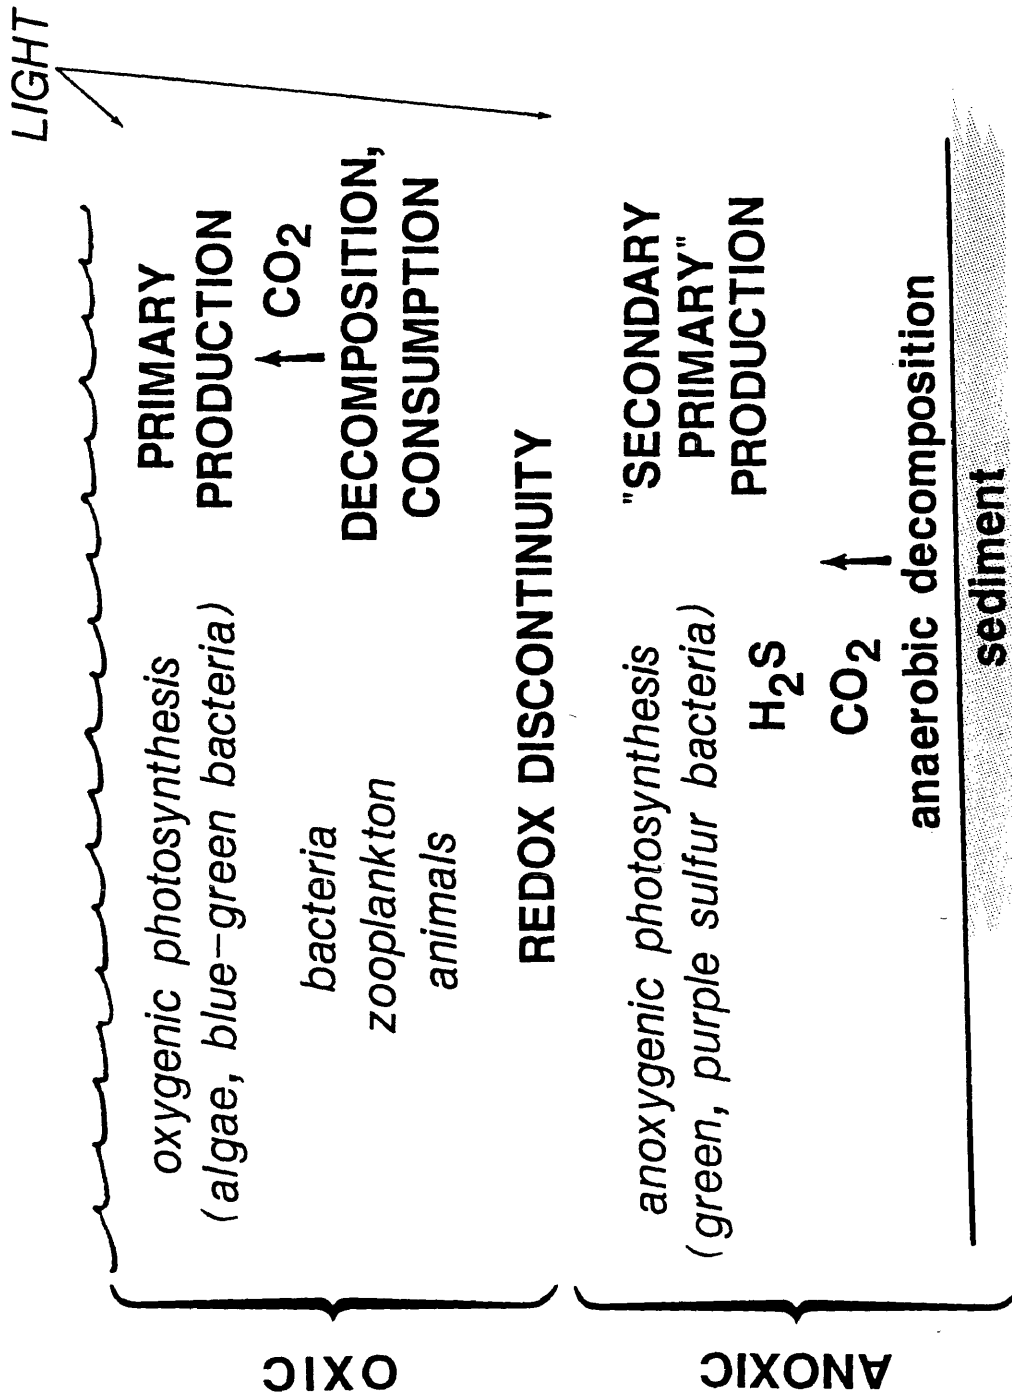 LIGHT
OXIC
oxygenic photosynthesis
(algae, blue-green bacteria)
PRIMARY
PRODUCTION
CO2
bacteria
zooplankton
animals
DECOMPOSITION,
CONSUMPTION
REDOX DISCONTINUITY
ANOXIC
anoxygenic photosynthesis
(green, purple sulfur bacteria)
"SECONDARY
PRIMARY"
PRODUCTION
H2S
CO2
anaerobic decomposition
sediment